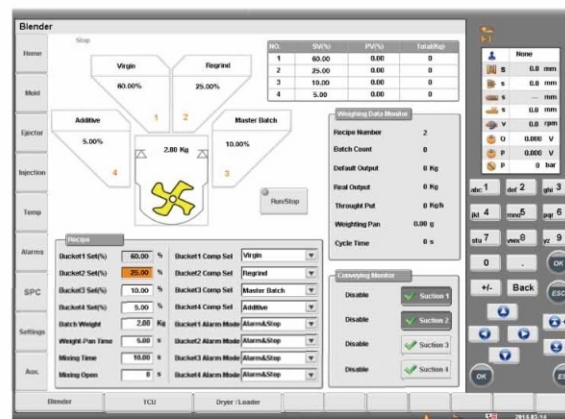 Blender
Stop
Home
Mold
Ejector
Injection
Temp
Alarms
SPC
Settings
Aux.
Virgin
60.00%
1
Regrind
25.00%
2
Additive
5.00%
4
Master Batch
10.00%
3
2.00 Kg
Run/Stop
NO. SV(%) PV(%) Total(Kg)
1 60.00 0.00 0
2 25.00 0.00 0
3 10.00 0.00 0
4 5.00 0.00 0
Weighing Data Monitor
Recipe Number 2
Batch Count 0
Default Output 0 Kg
Real Output 0 Kg
Throught Put 0 Kg/h
Weighting Pan 0.00 g
Cycle Time 0 s
Recipe
Bucket1 Set(%) 60.00 % Bucket1 Comp Sel Virgin
Bucket2 Set(%) 25.00 % Bucket2 Comp Sel Regrind
Bucket3 Set(%) 10.00 % Bucket3 Comp Sel Master Batch
Bucket4 Set(%) 5.00 % Bucket4 Comp Sel Additive
Batch Weight 2.00 Kg Bucket1 Alarm Mode Alarm&Stop
Weight-Pan Time 5.00 s Bucket2 Alarm Mode Alarm&Stop
Mixing Time 10.00 s Bucket3 Alarm Mode Alarm&Stop
Mixing Open 0 s Bucket4 Alarm Mode Alarm&Stop
Conveying Monitor
Disable Suction 1
Disable Suction 2
Disable Suction 3
Disable Suction 4
Blender TCU Dryer / Loader
None
S 0.0 mm
s 0.0 mm
s mm
s 0.0 mm
V 0.0 rpm
O 0.000 V
P 0.000 V
P 0 bar
abc 1 def 2 ghi 3
jkl 4 mno 5 pqr 6
stu 7 vwx 8 yz 9
0 . OK
+/- Back ESC
OK
2014-03-14